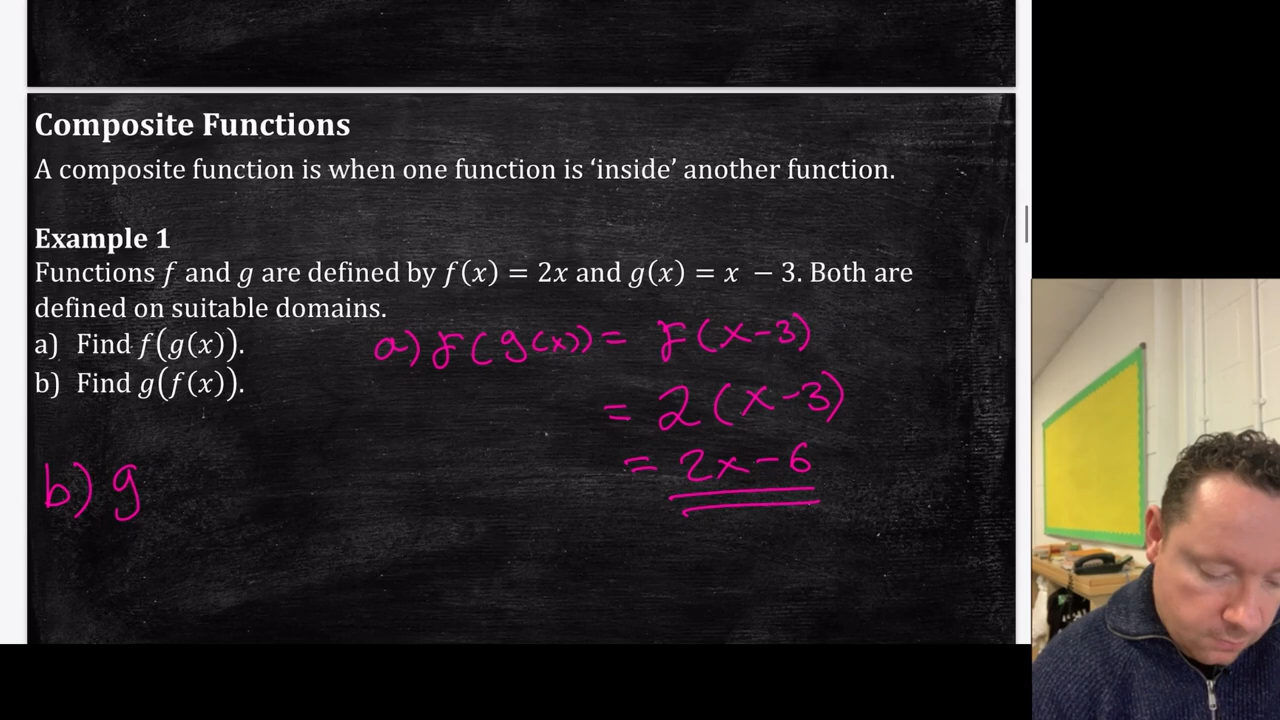 Composite Functions
A composite function is when one function is ‘inside’ another function.
Example 1
Functions f and g are defined by f(x) = 2x and g(x) = x − 3. Both are
defined on suitable domains.
a) Find f(g(x)).
b) Find g(f(x)).
a) f(g(x)) = f(x-3)
= 2(x-3)
= 2x-6
b) g